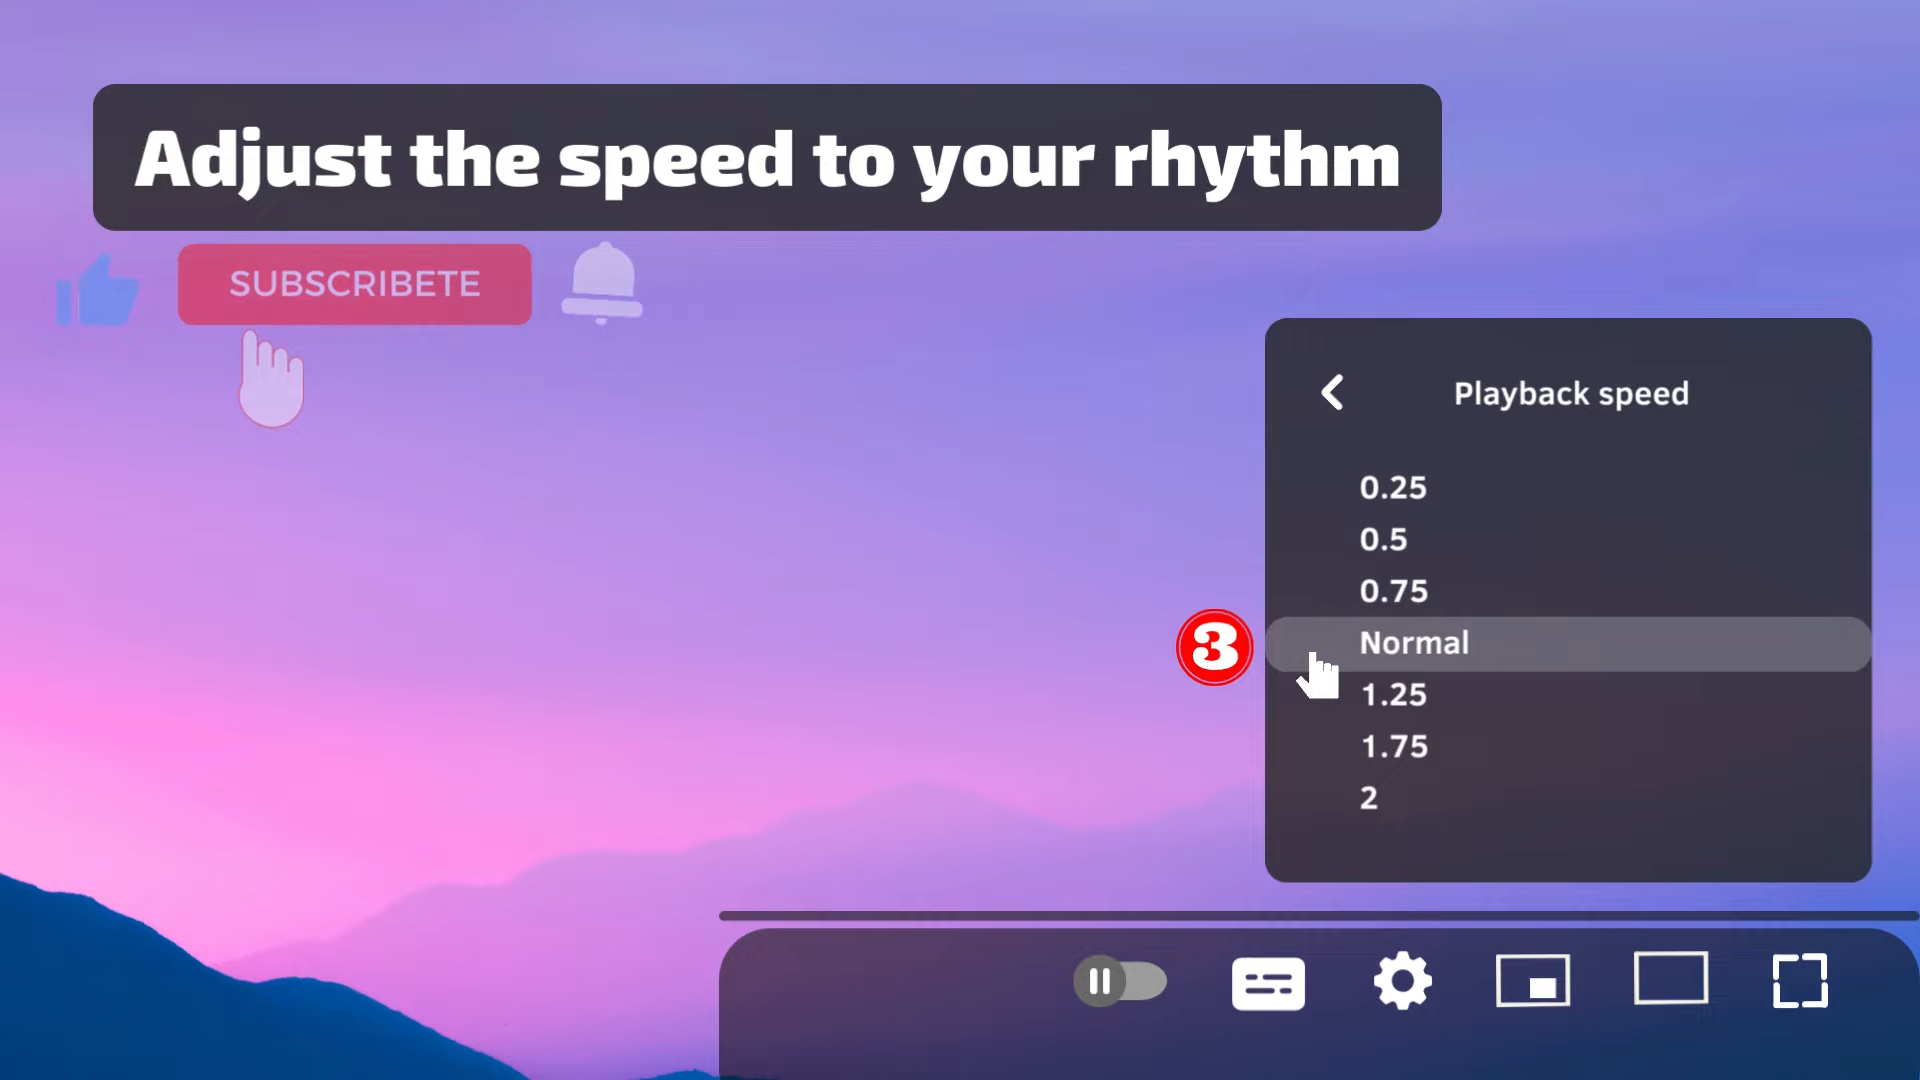 Adjust the speed to your rhythm
SUBSCRIBETE
Playback speed
0.25
0.5
0.75
3
Normal
1.25
1.75
2